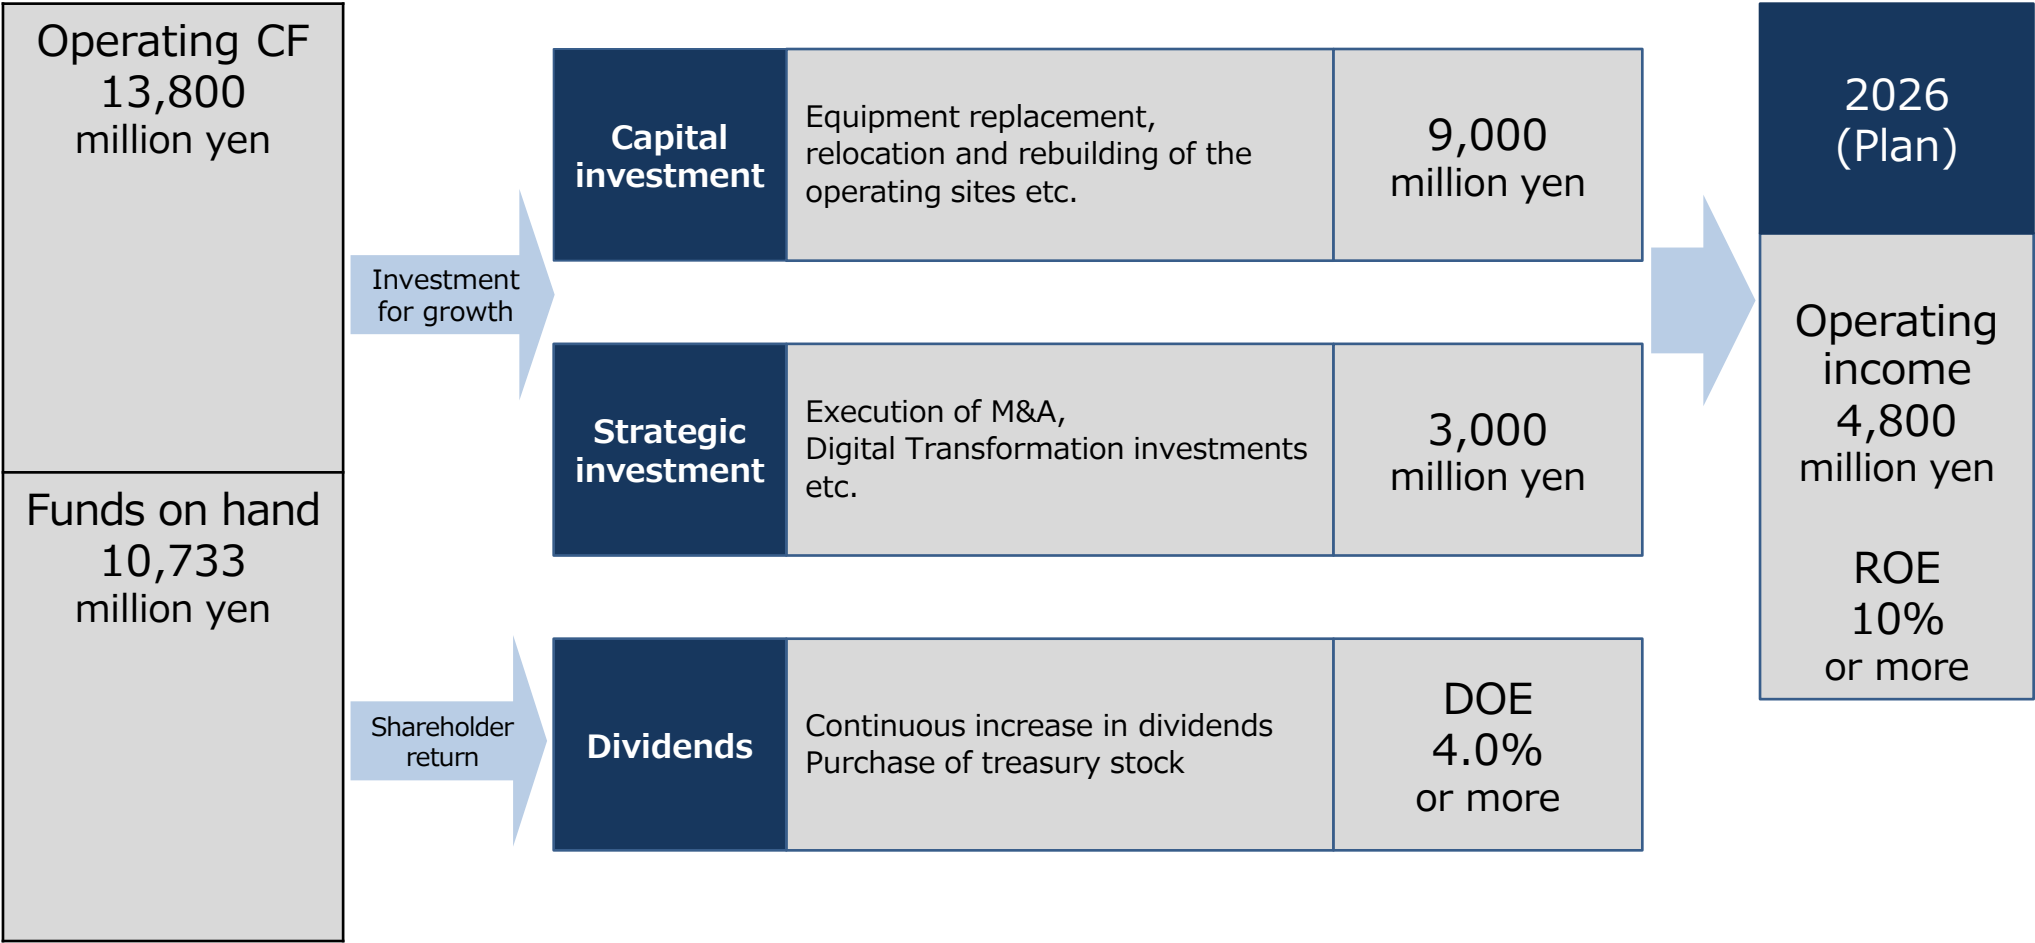 Operating CF
13,800
million yen
Funds on hand
10,733
million yen
Investment
for growth
Shareholder
return
Capital
investment
Equipment replacement,
relocation and rebuilding of the
operating sites etc.
9,000
million yen
Strategic
investment
Execution of M&A,
Digital Transformation investments
etc.
3,000
million yen
Dividends
Continuous increase in dividends
Purchase of treasury stock
DOE
4.0%
or more
2026
(Plan)
Operating
income
4,800
million yen
ROE
10%
or more